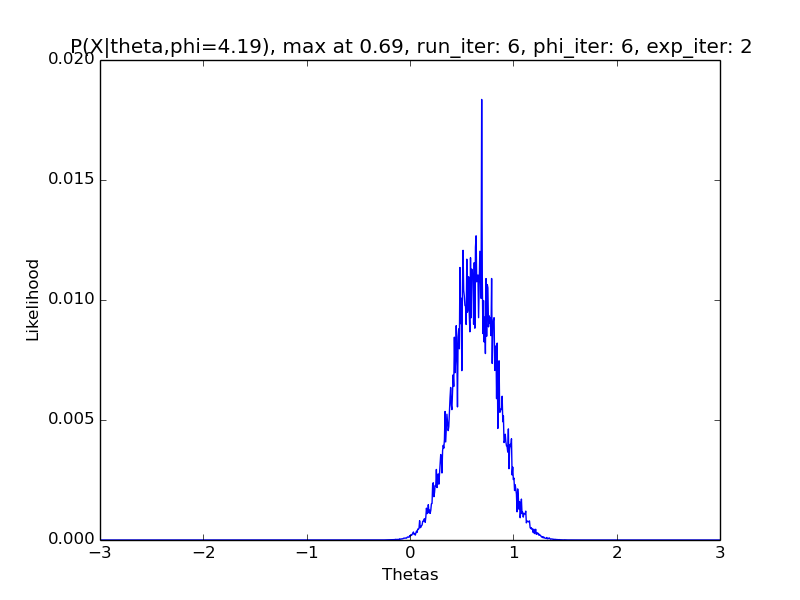 P(X|theta,phi=4.19), max at 0.69, run_iter: 6, phi_iter: 6, exp_iter: 2
0.020
0.015
0.010
0.005
0.000
Likelihood
−3 −2 −1 0 1 2 3
Thetas